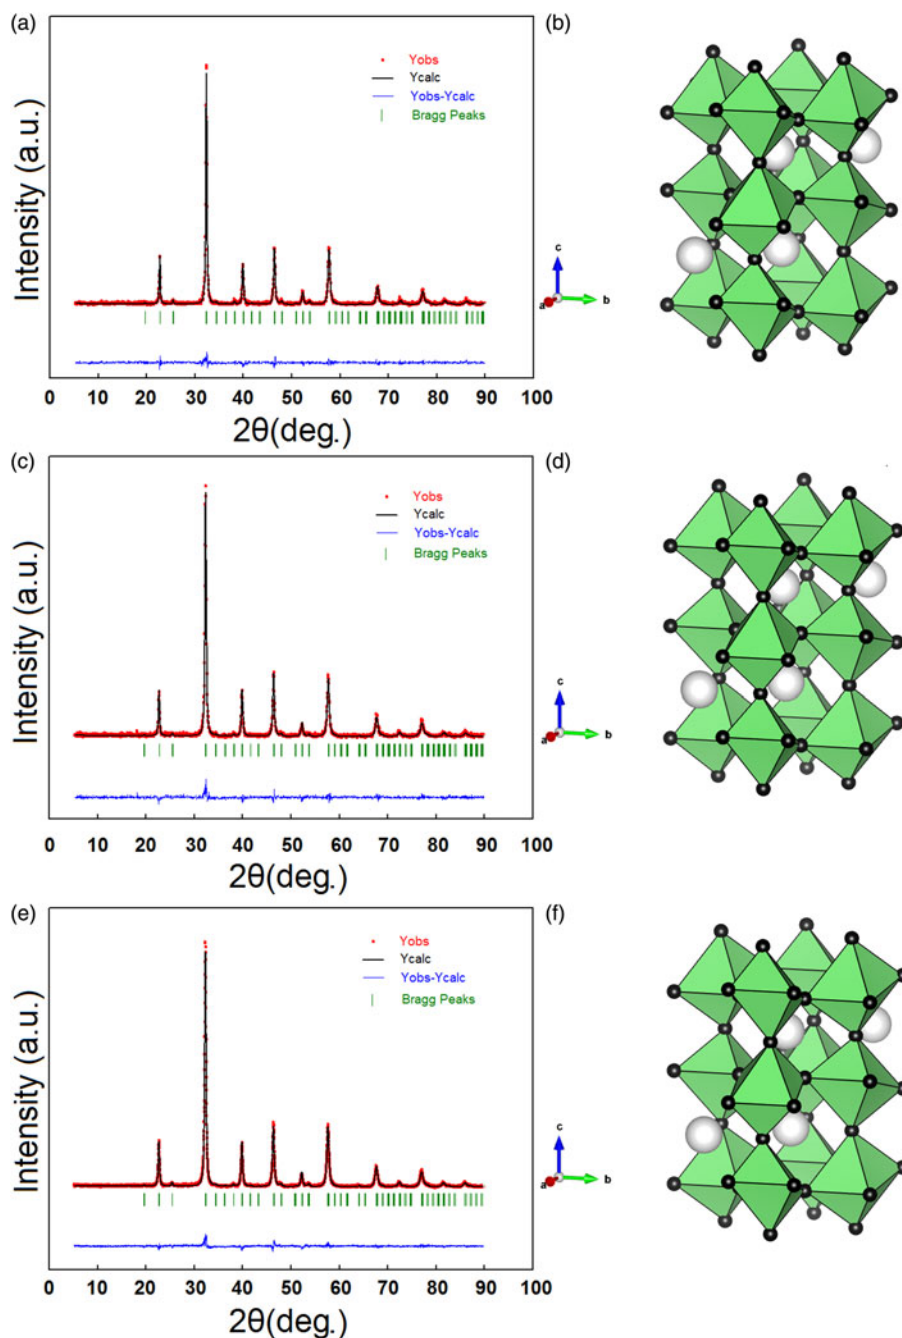 (a)
Yobs
Ycalc
Yobs-Ycalc
Bragg Peaks
Intensity (a.u.)
0 10 20 30 40 50 60 70 80 90 100
2θ(deg.)
(b)
c
a
b
(c)
Yobs
Ycalc
Yobs-Ycalc
Bragg Peaks
Intensity (a.u.)
0 10 20 30 40 50 60 70 80 90 100
2θ(deg.)
(d)
c
a
b
(e)
Yobs
Ycalc
Yobs-Ycalc
Bragg Peaks
Intensity (a.u.)
0 10 20 30 40 50 60 70 80 90 100
2θ(deg.)
(f)
c
a
b